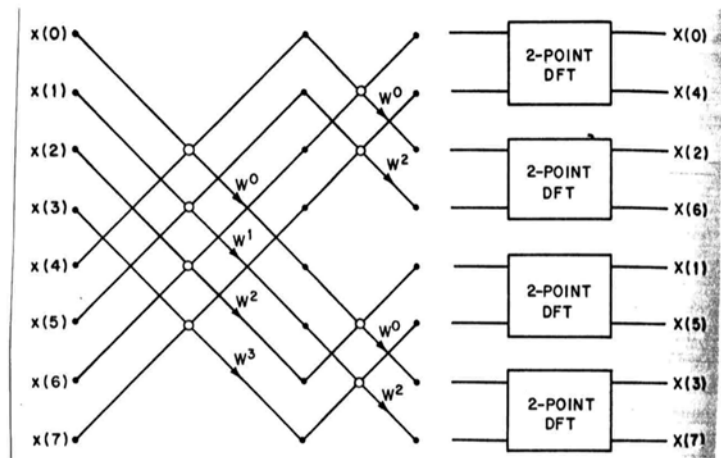 x(0)
x(1)
x(2)
x(3)
x(4)
x(5)
x(6)
x(7)
W⁰
W¹
W²
W³
W⁰
W²
W⁰
W²
2-POINT
DFT
2-POINT
DFT
2-POINT
DFT
2-POINT
DFT
X(0)
X(4)
X(2)
X(6)
X(1)
X(5)
X(3)
X(7)